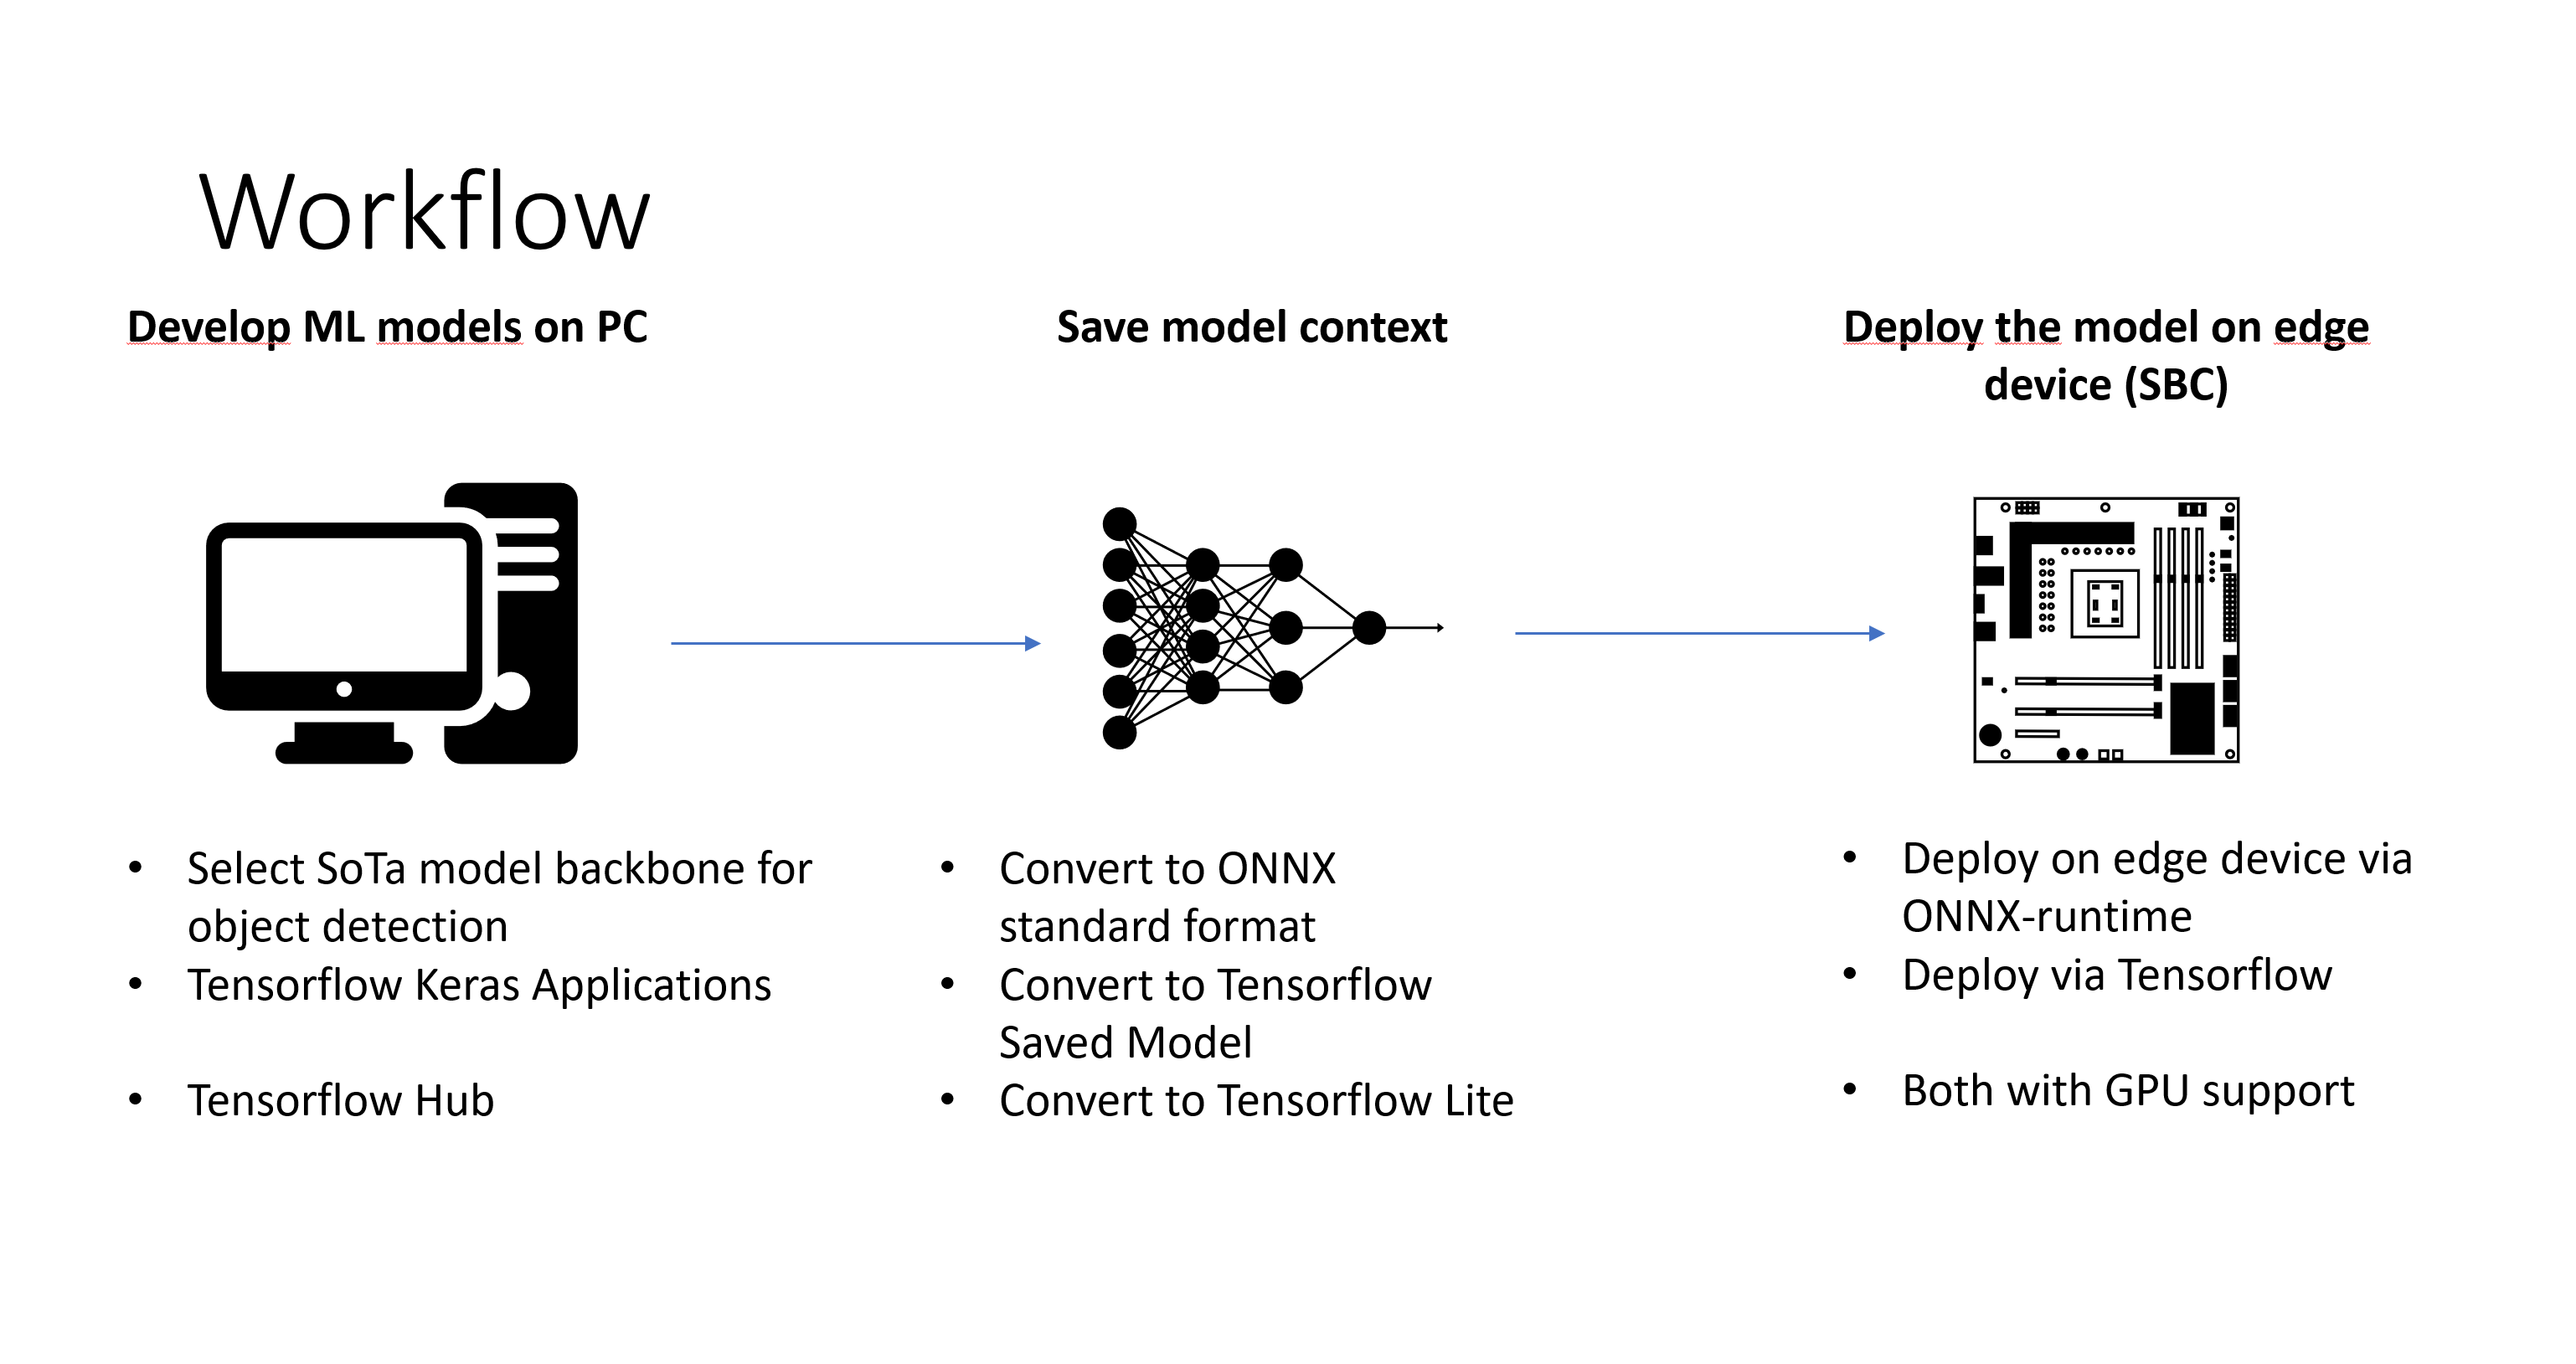 Workflow
Develop ML models on PC
Save model context
Deploy the model on edge
device (SBC)
• Select SoTa model backbone for
object detection
• Tensorflow Keras Applications
• Tensorflow Hub
• Convert to ONNX
standard format
• Convert to Tensorflow
Saved Model
• Convert to Tensorflow Lite
• Deploy on edge device via
ONNX-runtime
• Deploy via Tensorflow
• Both with GPU support